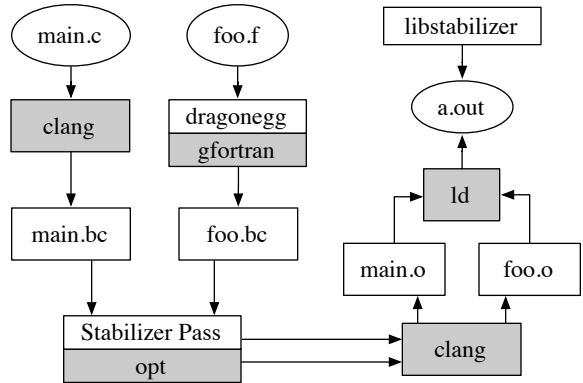 main.c
foo.f
libstabilizer
clang
dragonegg
gfortran
a.out
ld
main.bc
foo.bc
main.o
foo.o
Stabilizer Pass
opt
clang